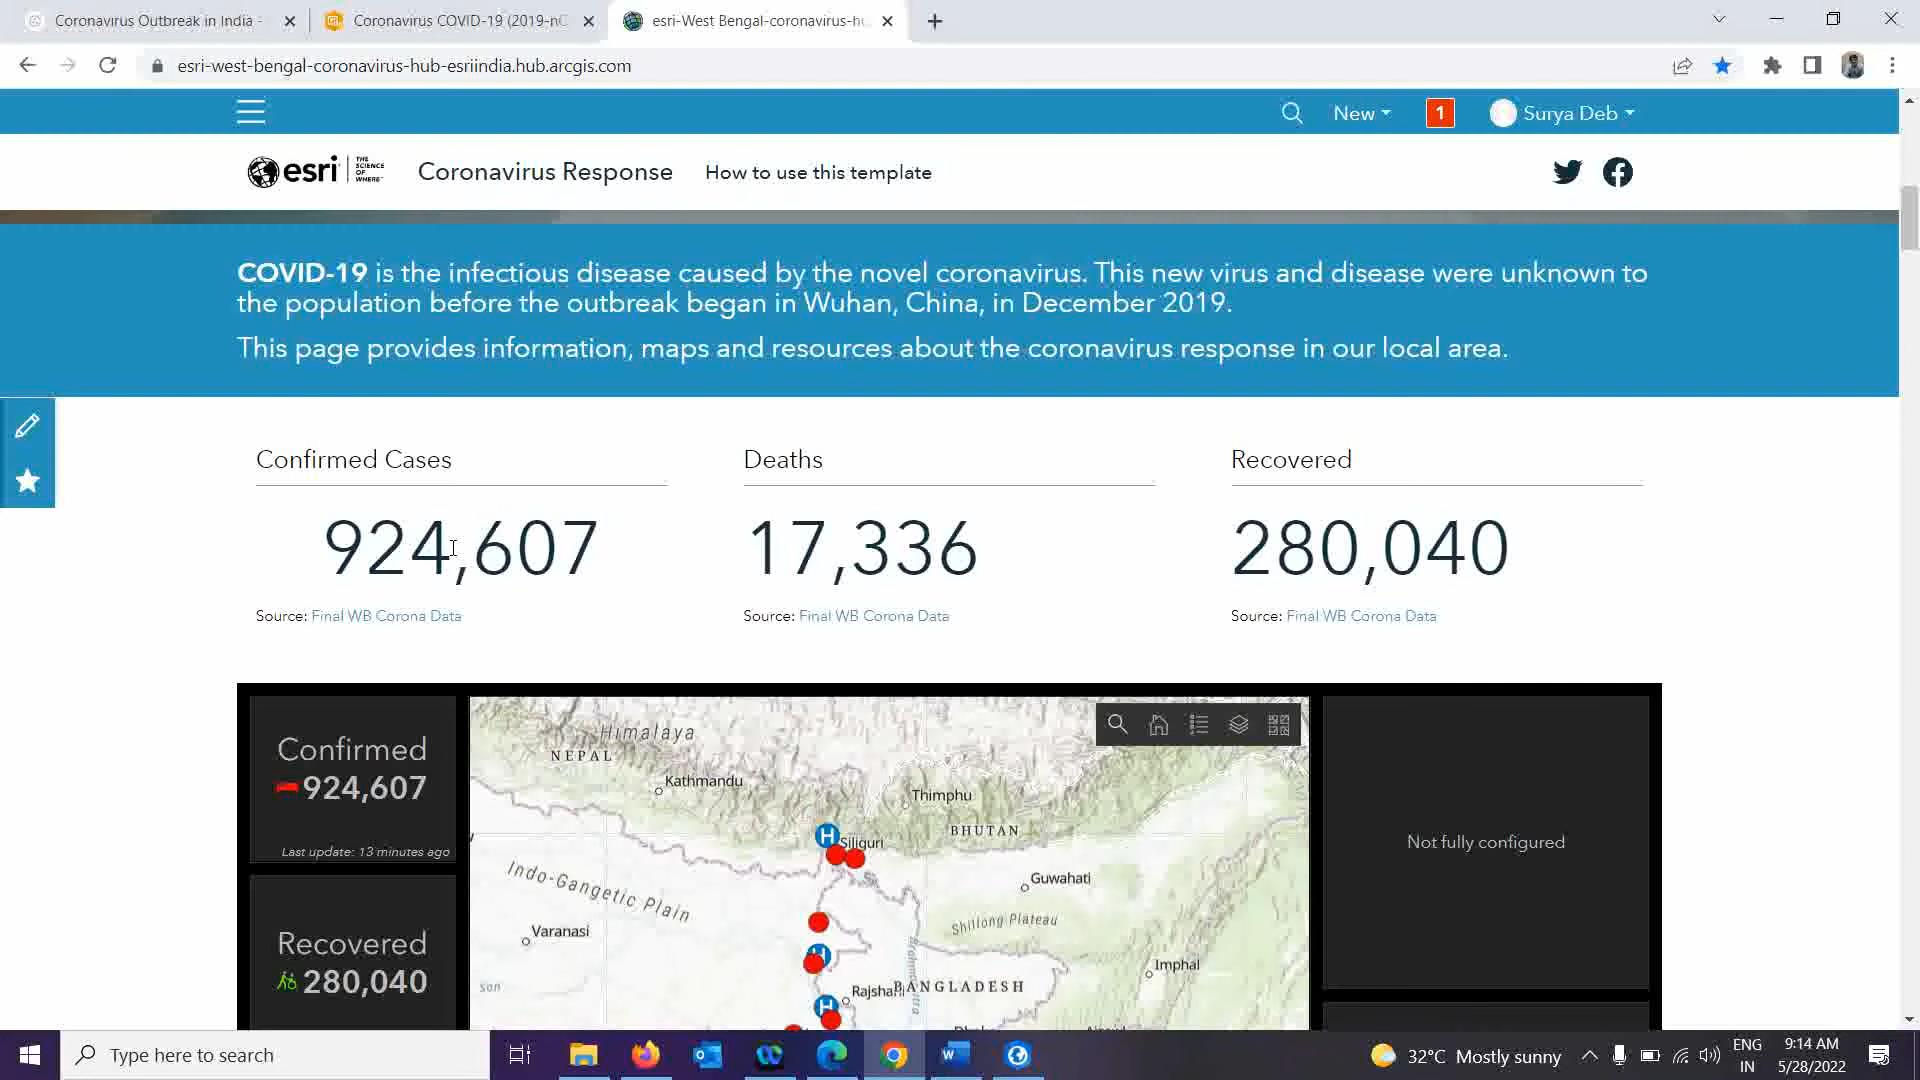 Coronavirus Outbreak in India -
Coronavirus COVID-19 (2019-nC
esri-West Bengal-coronavirus-hu
esri-west-bengal-coronavirus-hub-esriindia.hub.arcgis.com
New
1
Surya Deb
esri
THE SCIENCE OF WHERE
Coronavirus Response
How to use this template
COVID-19 is the infectious disease caused by the novel coronavirus. This new virus and disease were unknown to
the population before the outbreak began in Wuhan, China, in December 2019.
This page provides information, maps and resources about the coronavirus response in our local area.
Confirmed Cases
Deaths
Recovered
924,607
17,336
280,040
Source: Final WB Corona Data
Source: Final WB Corona Data
Source: Final WB Corona Data
Confirmed
924,607
Last update: 13 minutes ago
Recovered
280,040
Himalaya
NEPAL
Kathmandu
Thimphu
BHUTAN
H
Siliguri
Guwahati
Indo-Gangetic Plain
Shillong Plateau
Varanasi
H
Imphal
son
Rajshahi
BANGLADESH
H
Not fully configured
Type here to search
32°C Mostly sunny
ENG
IN
9:14 AM
5/28/2022